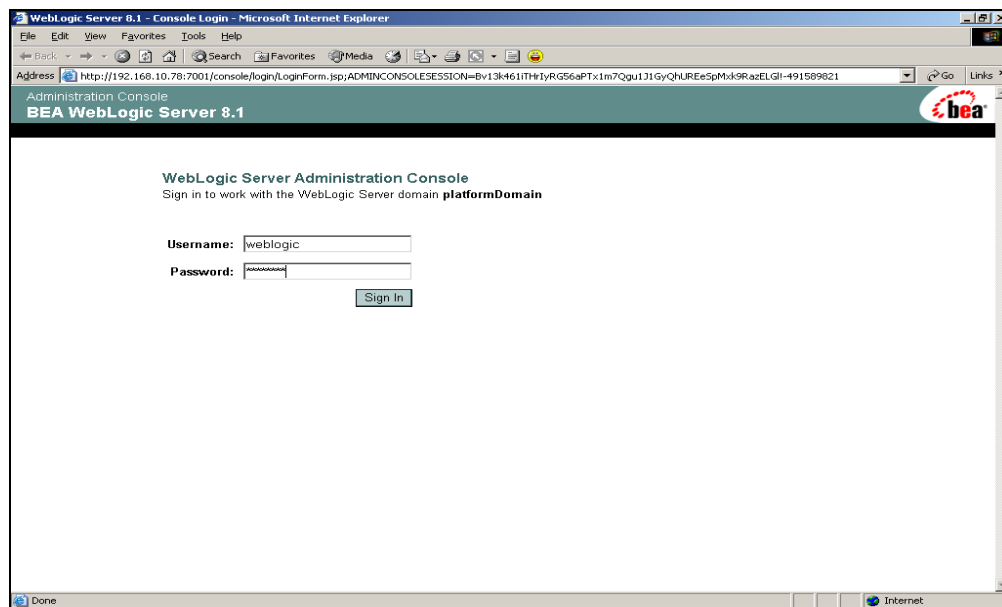 WebLogic Server 8.1 - Console Login - Microsoft Internet Explorer
File Edit View Favorites Tools Help
Back Search Favorites Media
Address http://192.168.10.78:7001/console/login/LoginForm.jsp;ADMINCONSOLESESSION=Bv13k461iTHrIyRG56aPTx1m7Qgu1J1GyQhUREeSpMxk9RazELGl!-491589821 Go Links
Administration Console
BEA WebLogic Server 8.1
bea
WebLogic Server Administration Console
Sign in to work with the WebLogic Server domain platformDomain
Username: weblogic
Password: ********
Sign In
Done Internet